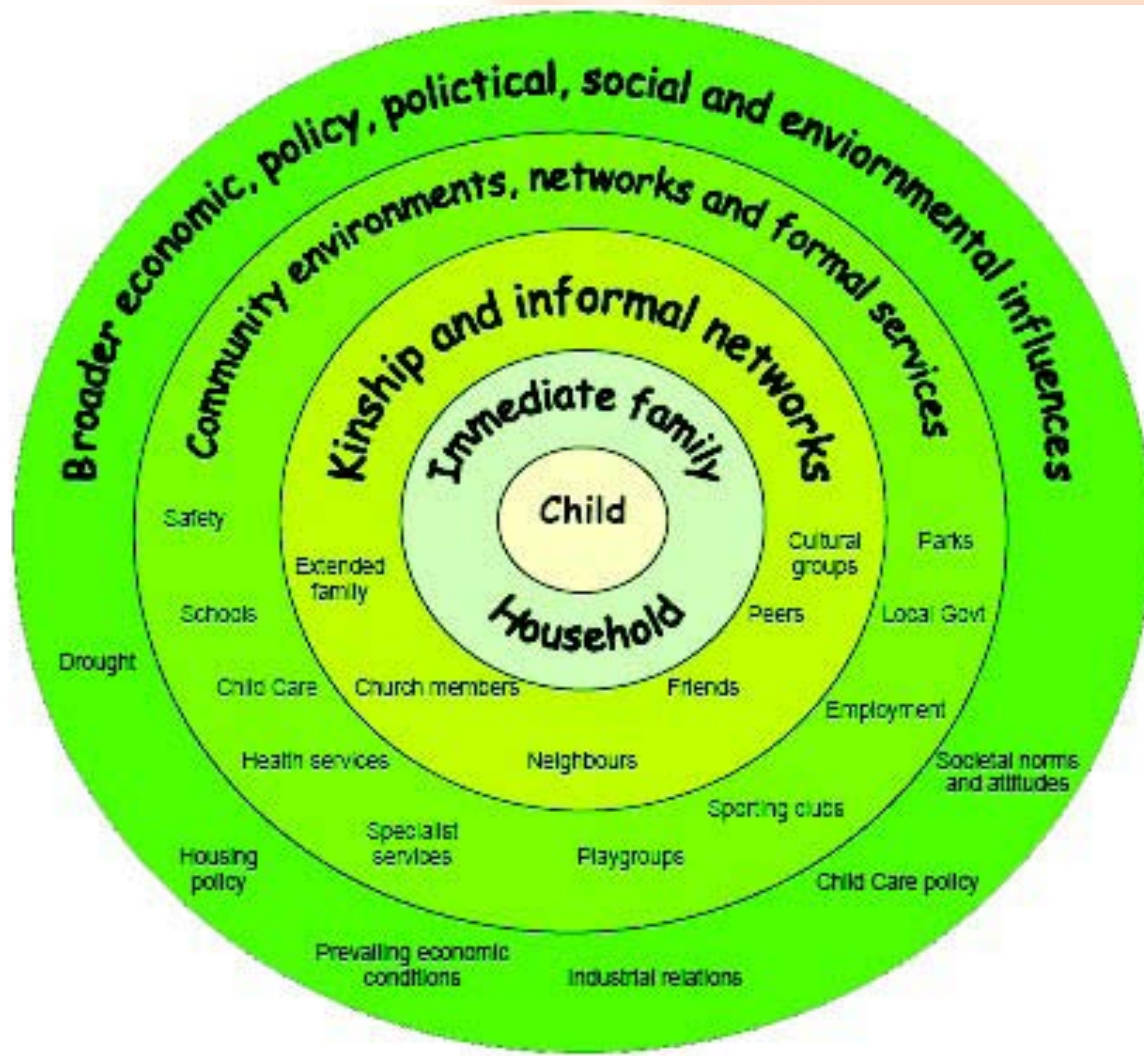 Broader economic, policy, polictical, social and enviornmental influences
Community environments, networks and formal services
Kinship and informal networks
Immediate family
Child
Household
Extended
family
Cultural
groups
Peers
Church members
Friends
Neighbours
Safety
Parks
Schools
Local Govt
Child Care
Employment
Health services
Sporting clubs
Specialist
services
Playgroups
Drought
Societal norms
and attitudes
Housing
policy
Child Care policy
Prevailing economic
conditions
Industrial relations